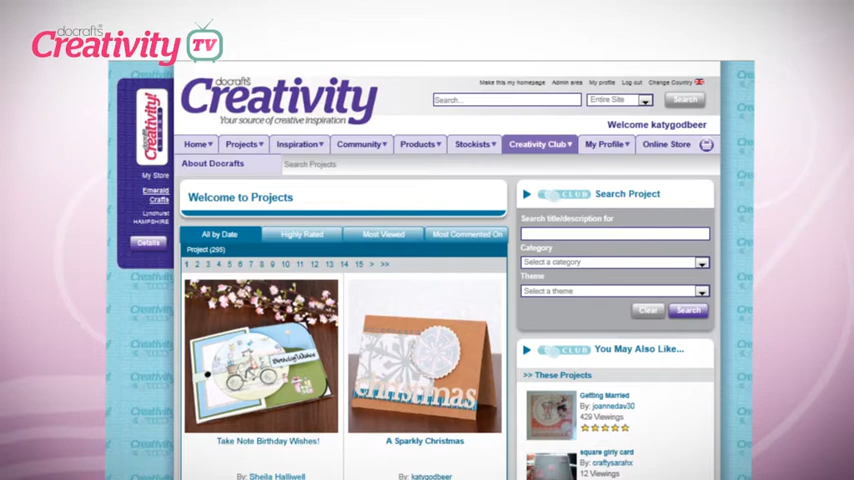 docrafts
Creativity TV
docrafts
Creativity
Your source of creative inspiration
Make this my homepage Admin area My profile Log out Change Country
Search... Entire Site Search
Welcome katygodbeer
Home Projects Inspiration Community Products Stockists Creativity Club My Profile Online Store
About Docrafts Search Projects
Creativity!
My Store
Emerald
Crafts
Lyndhurst
HAMPSHIRE
Details
Welcome to Projects
All by Date Highly Rated Most Viewed Most Commented On
Project (295)
1 2 3 4 5 6 7 8 9 10 11 12 13 14 15 > >>
Birthday Wishes
christmas
Take Note Birthday Wishes!
A Sparkly Christmas
By: Sheila Halliwell
By: katygodbeer
CLUB Search Project
Search title/description for
Category
Select a category
Theme
Select a theme
Clear Search
CLUB You May Also Like...
>> These Projects
Getting Married
By: joannedav30
429 Viewings
square girly card
By: craftysarahx
12 Viewings